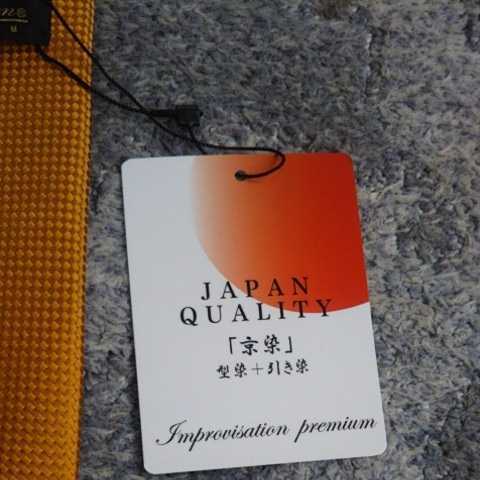 M
JAPAN
QUALITY
「京染」
型染＋引き染
Improvisation premium